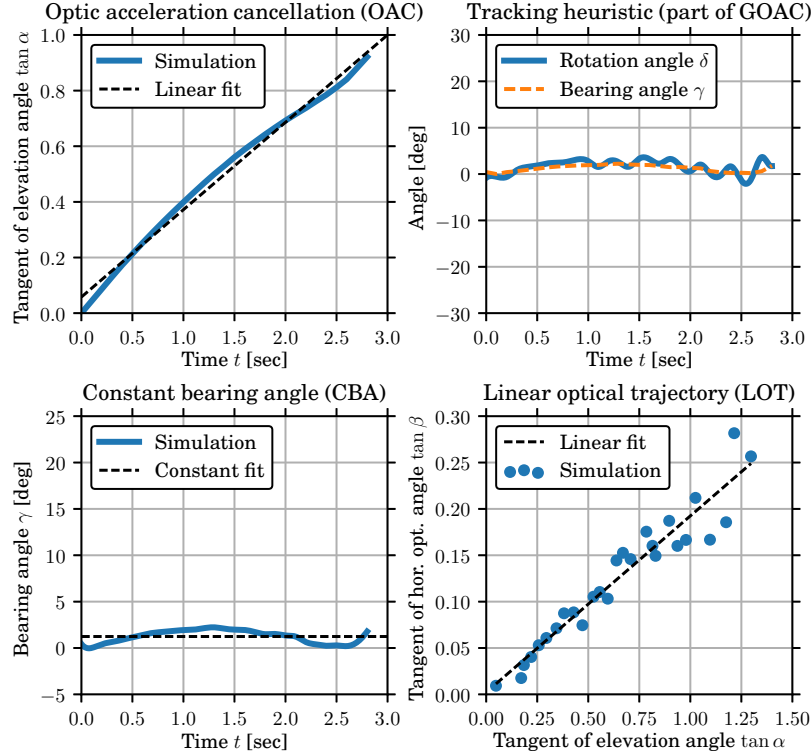 Optic acceleration cancellation (OAC)
Tangent of elevation angle tan α
1.0
0.8
0.6
0.4
0.2
0.0
Simulation
Linear fit
0.0 0.5 1.0 1.5 2.0 2.5 3.0
Time t [sec]
Tracking heuristic (part of GOAC)
Angle [deg]
30
20
10
0
−10
−20
−30
Rotation angle δ
Bearing angle γ
0.0 0.5 1.0 1.5 2.0 2.5 3.0
Time t [sec]
Constant bearing angle (CBA)
Bearing angle γ [deg]
25
20
15
10
5
0
−5
Simulation
Constant fit
0.0 0.5 1.0 1.5 2.0 2.5 3.0
Time t [sec]
Linear optical trajectory (LOT)
Tangent of hor. opt. angle tan β
0.30
0.25
0.20
0.15
0.10
0.05
0.00
Linear fit
Simulation
0.00 0.25 0.50 0.75 1.00 1.25 1.50
Tangent of elevation angle tan α